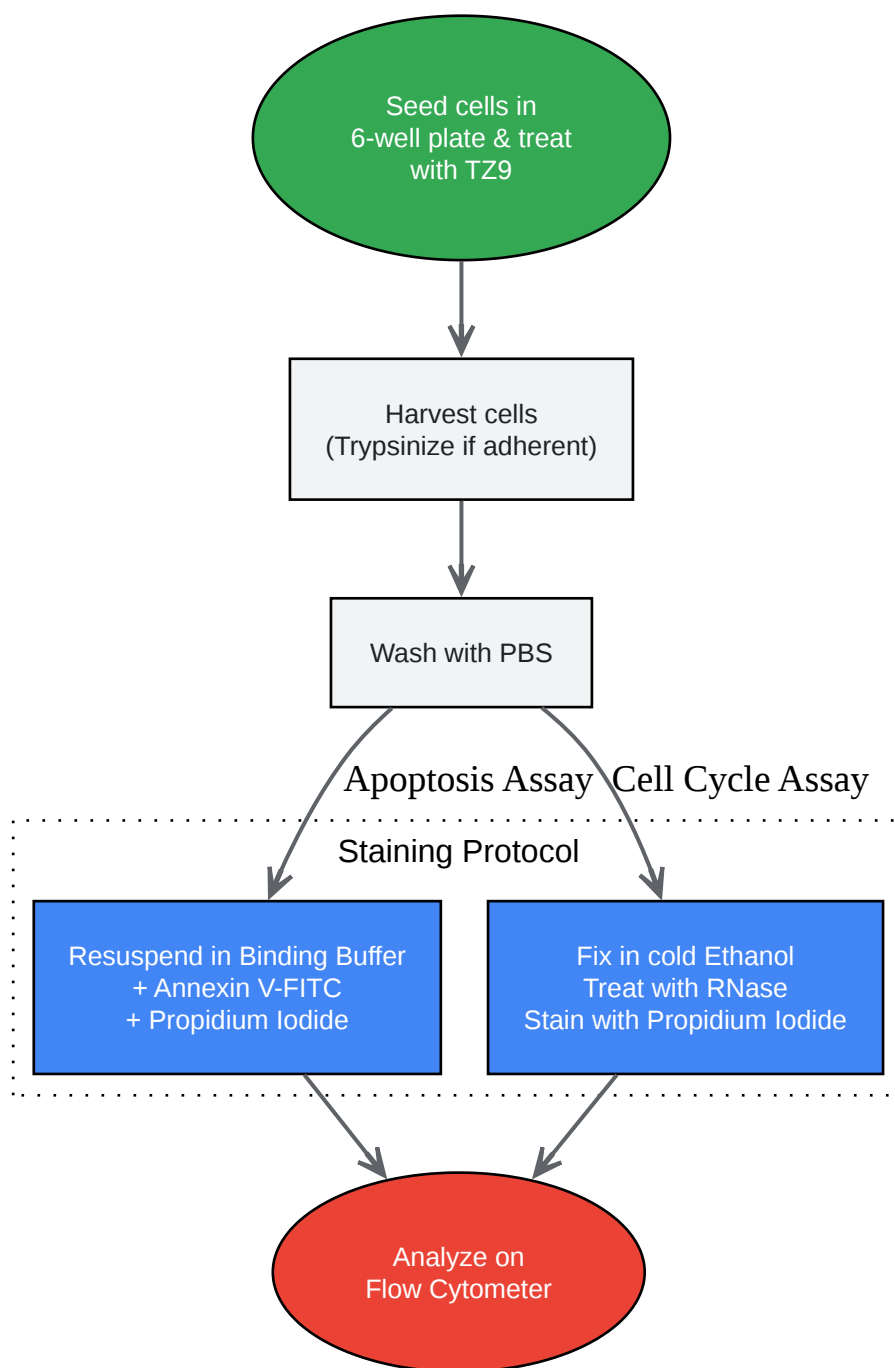 Seed cells in
6-well plate & treat
with TZ9
Harvest cells
(Trypsinize if adherent)
Wash with PBS
Apoptosis Assay
Cell Cycle Assay
Staining Protocol
Resuspend in Binding Buffer
+ Annexin V-FITC
+ Propidium Iodide
Fix in cold Ethanol
Treat with RNase
Stain with Propidium Iodide
Analyze on
Flow Cytometer